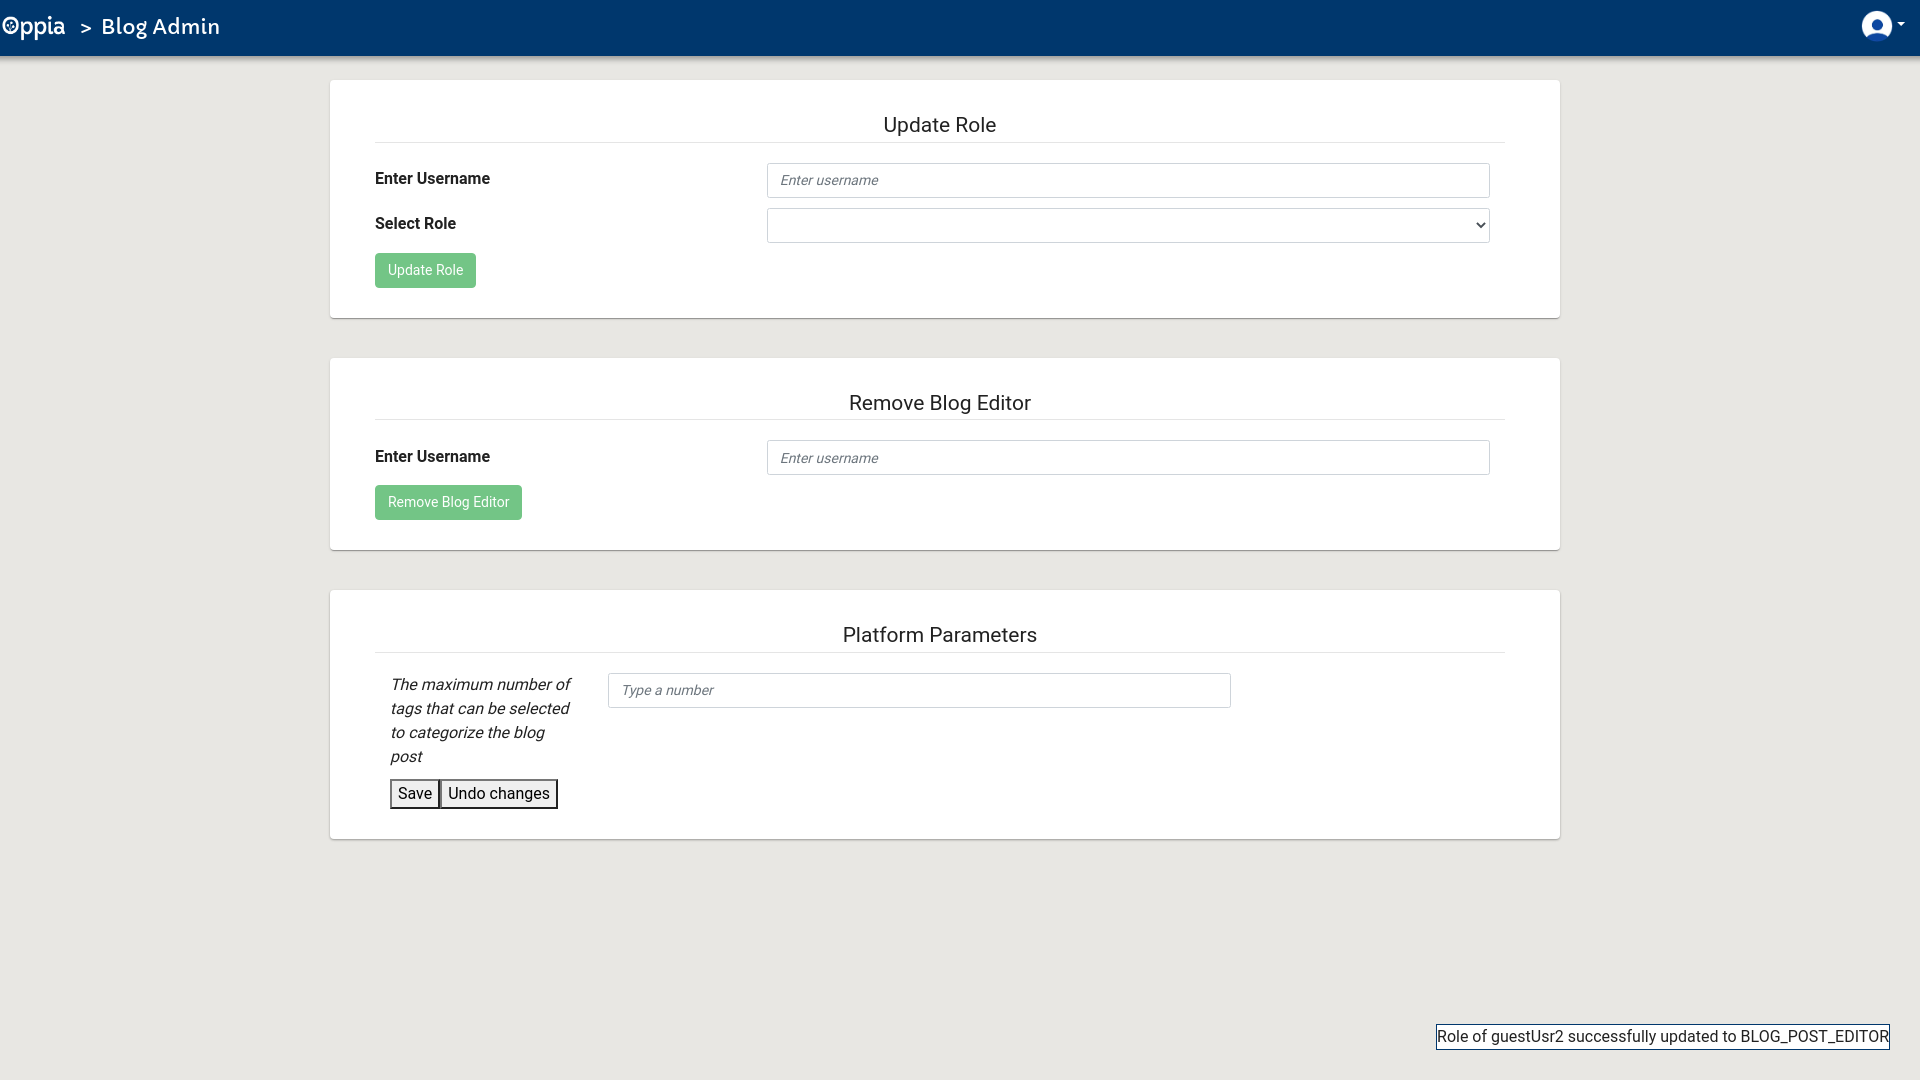 Oppia > Blog Admin
Update Role
Enter Username
Enter username
Select Role
Update Role
Remove Blog Editor
Enter Username
Enter username
Remove Blog Editor
Platform Parameters
The maximum number of
tags that can be selected
to categorize the blog
post
Type a number
Save Undo changes
Role of guestUsr2 successfully updated to BLOG_POST_EDITOR